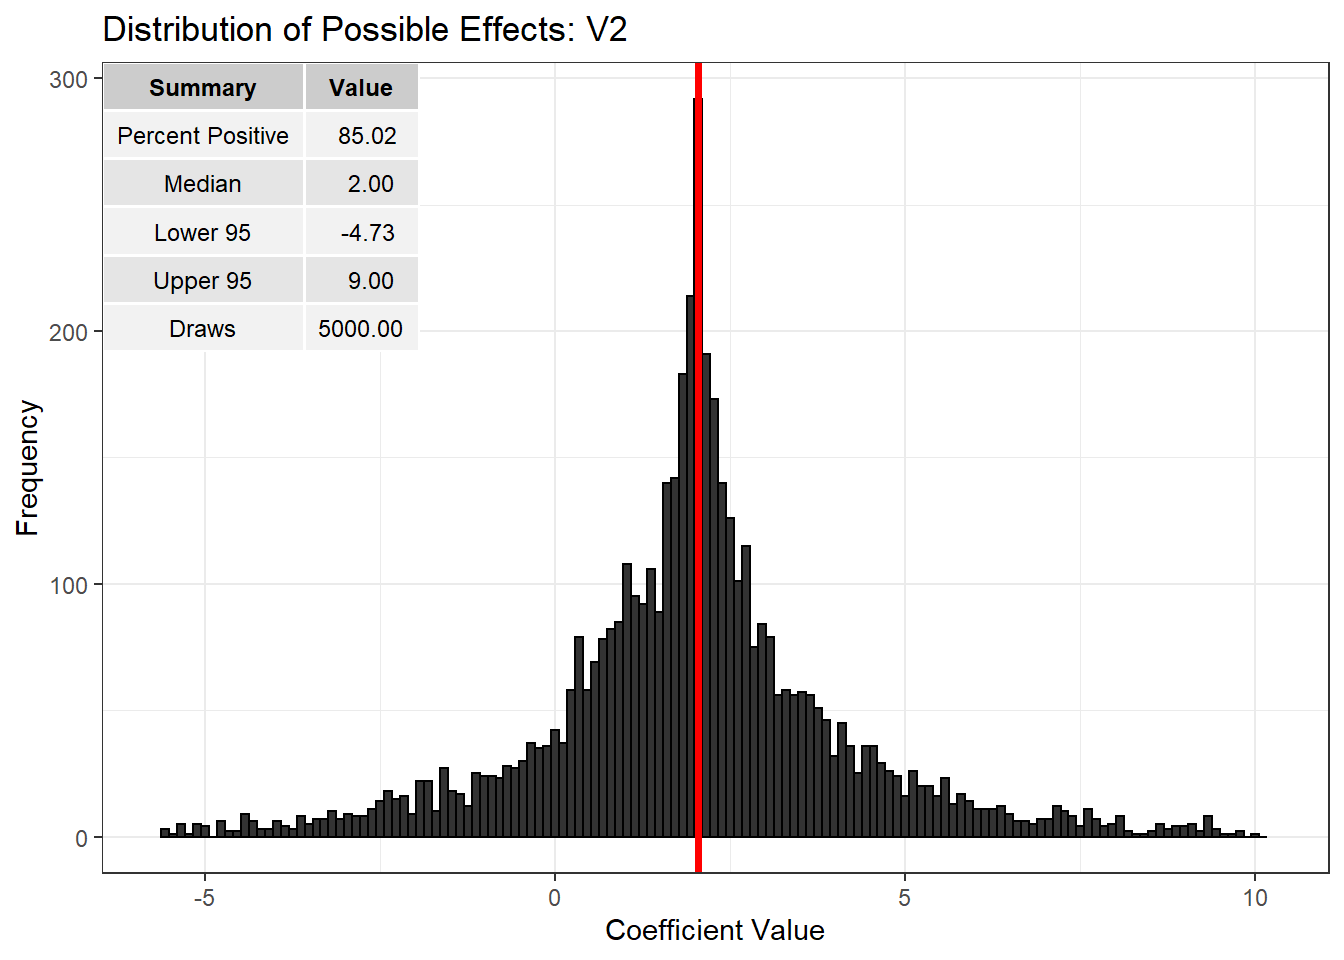 Distribution of Possible Effects: V2
Summary Value
Percent Positive 85.02
Median 2.00
Lower 95 -4.73
Upper 95 9.00
Draws 5000.00
300
200
100
0
Frequency
-5 0 5 10
Coefficient Value